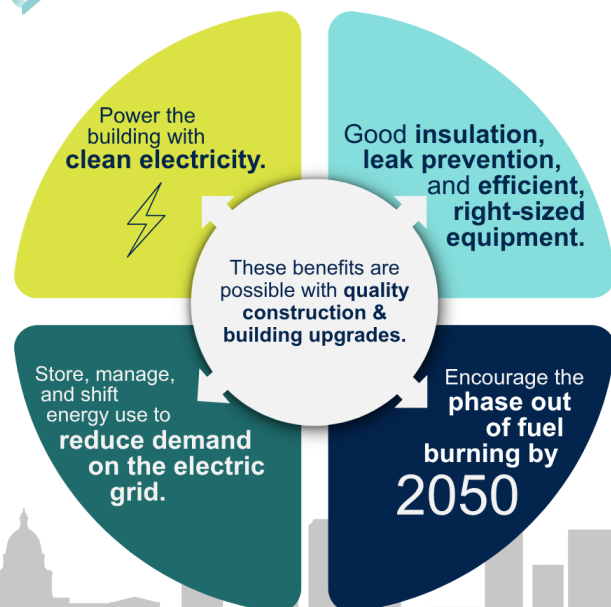 Power the
building with
clean electricity.
Good insulation,
leak prevention,
and efficient,
right-sized
equipment.
These benefits are
possible with quality
construction &
building upgrades.
Store, manage,
and shift
energy use to
reduce demand
on the electric
grid.
Encourage the
phase out
of fuel
burning by
2050